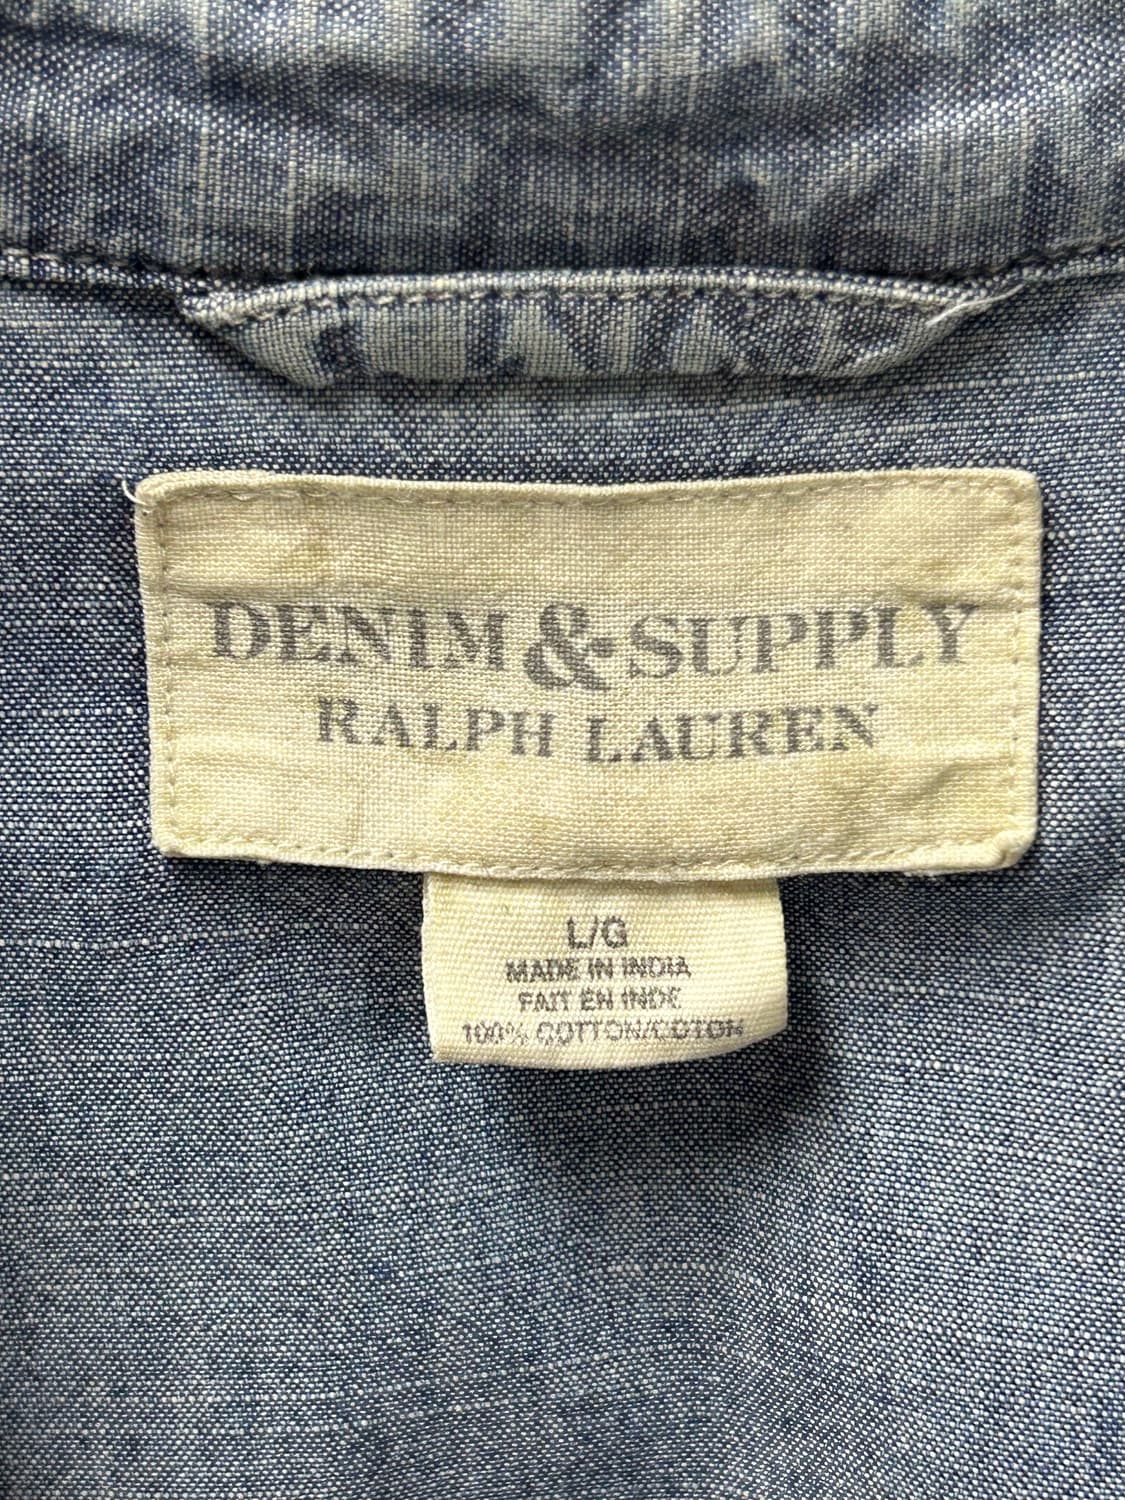 DENIM & SUPPLY
RALPH LAUREN
L/G
MADE IN INDIA
FAIT EN INDE
100% COTTON/COTON